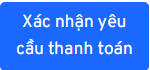 Xác nhận yêu
cầu thanh toán